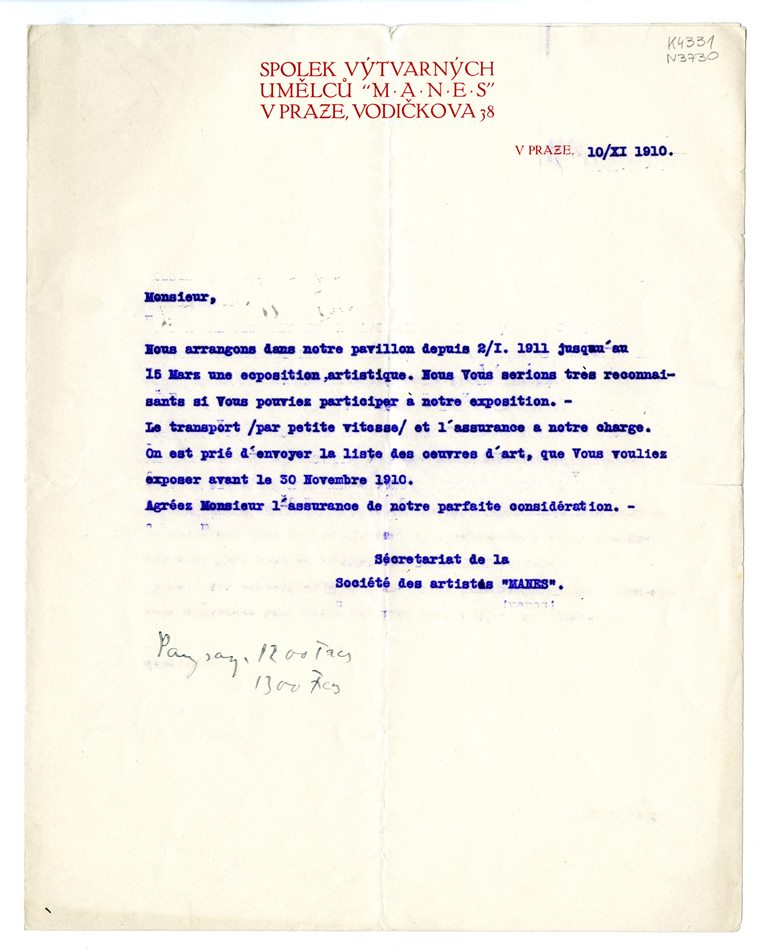 K4331
N3730
SPOLEK VÝTVARNÝCH
UMĚLCŮ "M·A·N·E·S"
V PRAZE, VODIČKOVA 38
V PRAZE, 10/XI 1910.
Monsieur,
Nous arrangons dans notre pavillon depuis 2/I. 1911 jusqu'au
15 Marz une ecposition,artistique. Nous Vous serions très reconnai-
sants si Vous pouviez participer à notre exposition. -
Le transport /par petite vitesse/ et l'assurance a notre charge.
On est prié d'envoyer la liste des oeuvres d'art, que Vous vouliez
exposer avant le 30 Novembre 1910.
Agréez Monsieur l'assurance de notre parfaite considération. -
Sécretariat de la
Société des artistes "MANES".
Paysag. 1200 Frcs
1300 Frcs